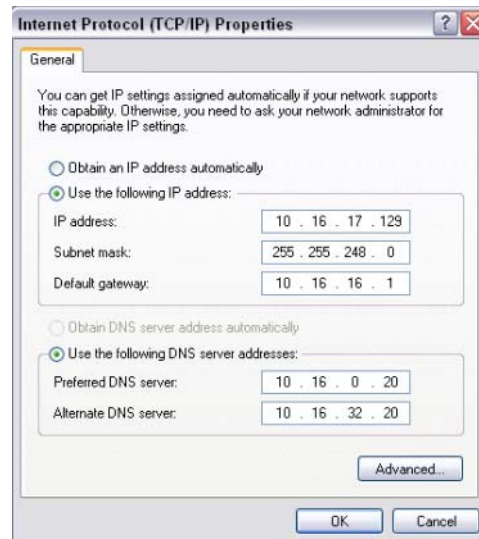 Internet Protocol (TCP/IP) Properties
General
You can get IP settings assigned automatically if your network supports
this capability. Otherwise, you need to ask your network administrator for
the appropriate IP settings.
Obtain an IP address automatically
Use the following IP address:
IP address: 10 . 16 . 17 . 129
Subnet mask: 255 . 255 . 248 . 0
Default gateway: 10 . 16 . 16 . 1
Obtain DNS server address automatically
Use the following DNS server addresses:
Preferred DNS server: 10 . 16 . 0 . 20
Alternate DNS server: 10 . 16 . 32 . 20
Advanced...
OK Cancel